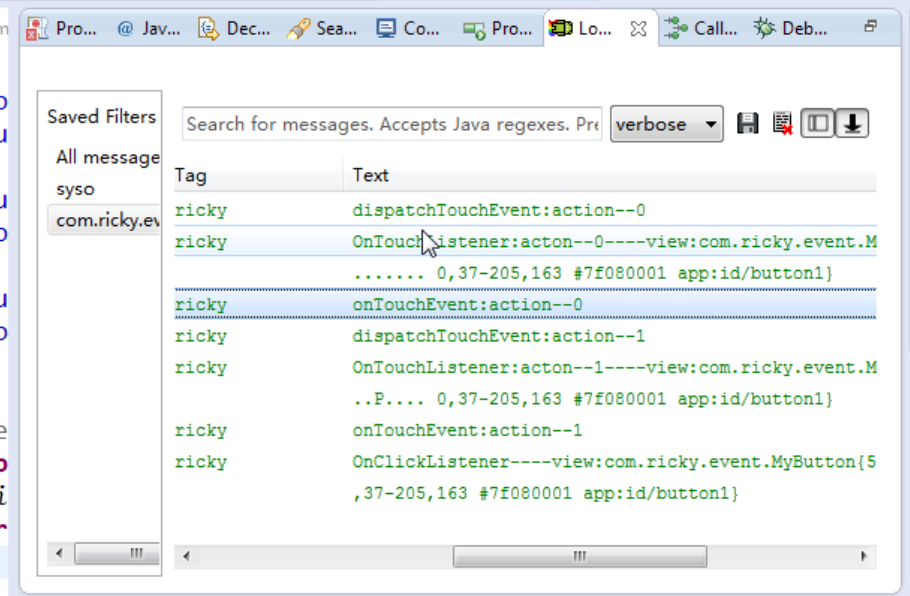 Pro... @ Jav... Dec... Sea... Co... Pro... Lo... Call... Deb...
Saved Filters
All message
syso
com.ricky.ev
Search for messages. Accepts Java regexes. Pre
verbose
Tag Text
ricky dispatchTouchEvent:action--0
ricky OnTouchListener:acton--0----view:com.ricky.event.M
....... 0,37-205,163 #7f080001 app:id/button1}
ricky onTouchEvent:action--0
ricky dispatchTouchEvent:action--1
ricky OnTouchListener:acton--1----view:com.ricky.event.M
..P.... 0,37-205,163 #7f080001 app:id/button1}
ricky onTouchEvent:action--1
ricky OnClickListener----view:com.ricky.event.MyButton{5
,37-205,163 #7f080001 app:id/button1}